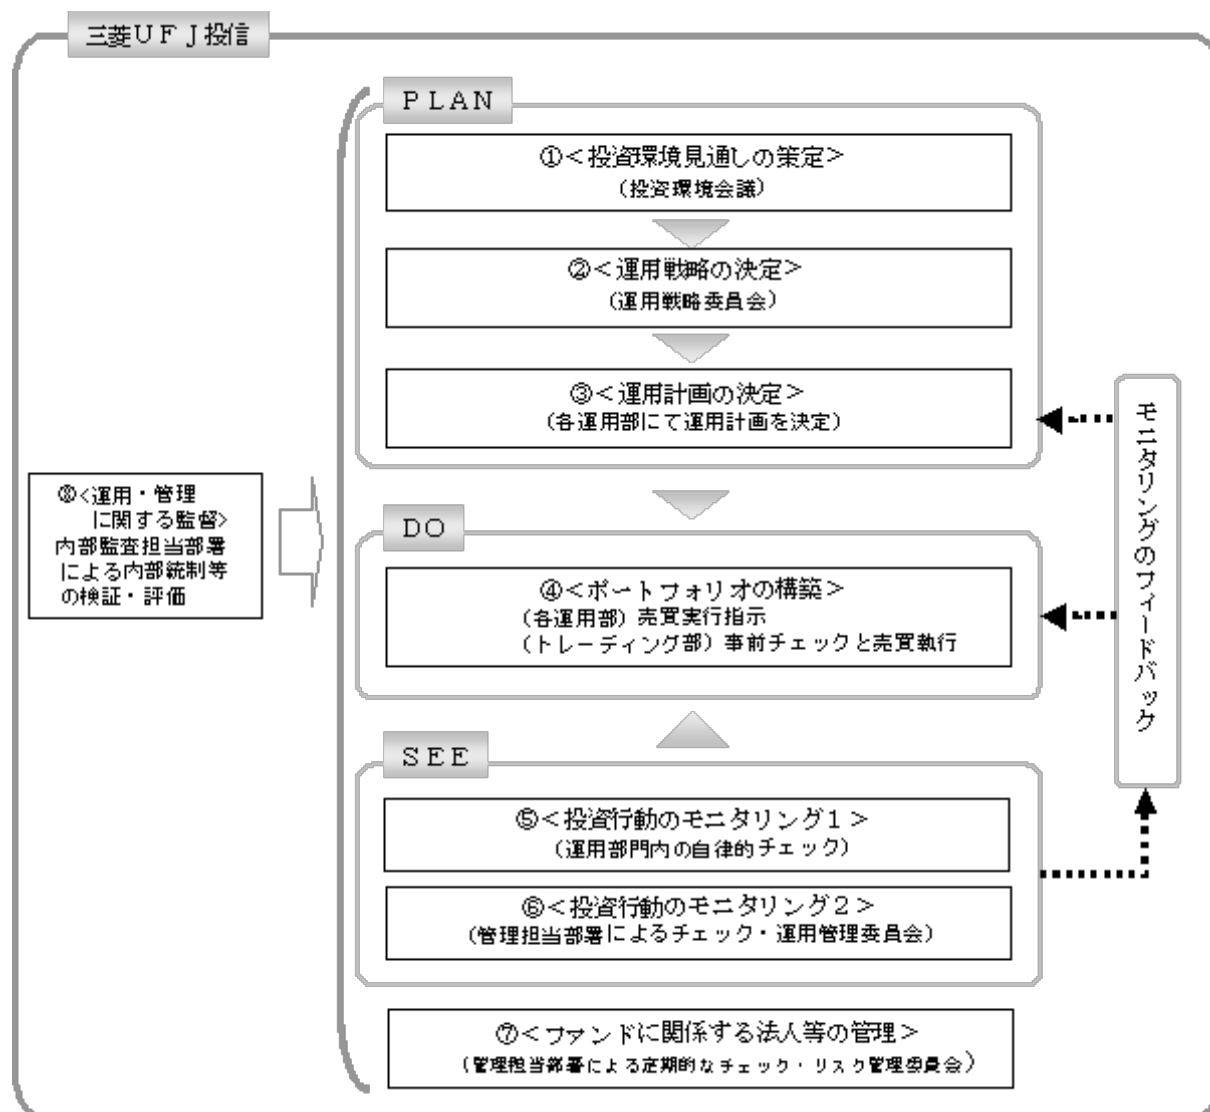 三菱UFJ投信
PLAN
①<投資環境見通しの策定>
(投資環境会議)
②<運用戦略の決定>
(運用戦略委員会)
③<運用計画の決定>
(各運用部にて運用計画を決定)
⑧<運用・管理
に関する監督>
内部監査担当部署
による内部統制等
の検証・評価
DO
④<ポートフォリオの構築>
(各運用部)売買実行指示
(トレーディング部)事前チェックと売買執行
SEE
⑤<投資行動のモニタリング1>
(運用部門内の自律的チェック)
⑥<投資行動のモニタリング2>
(管理担当部署によるチェック・運用管理委員会)
モニタリングのフィードバック
⑦<ファンドに関係する法人等の管理>
(管理担当部署による定期的なチェック・リスク管理委員会)